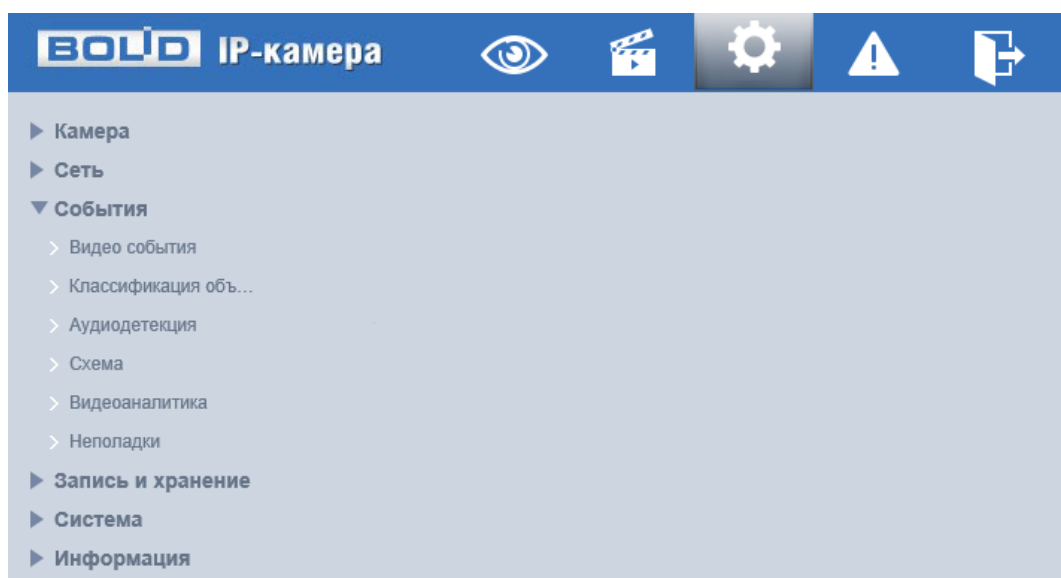 BOLID IP-камера
Камера
Сеть
События
Видео события
Классификация объ...
Аудиодетекция
Схема
Видеоаналитика
Неполадки
Запись и хранение
Система
Информация